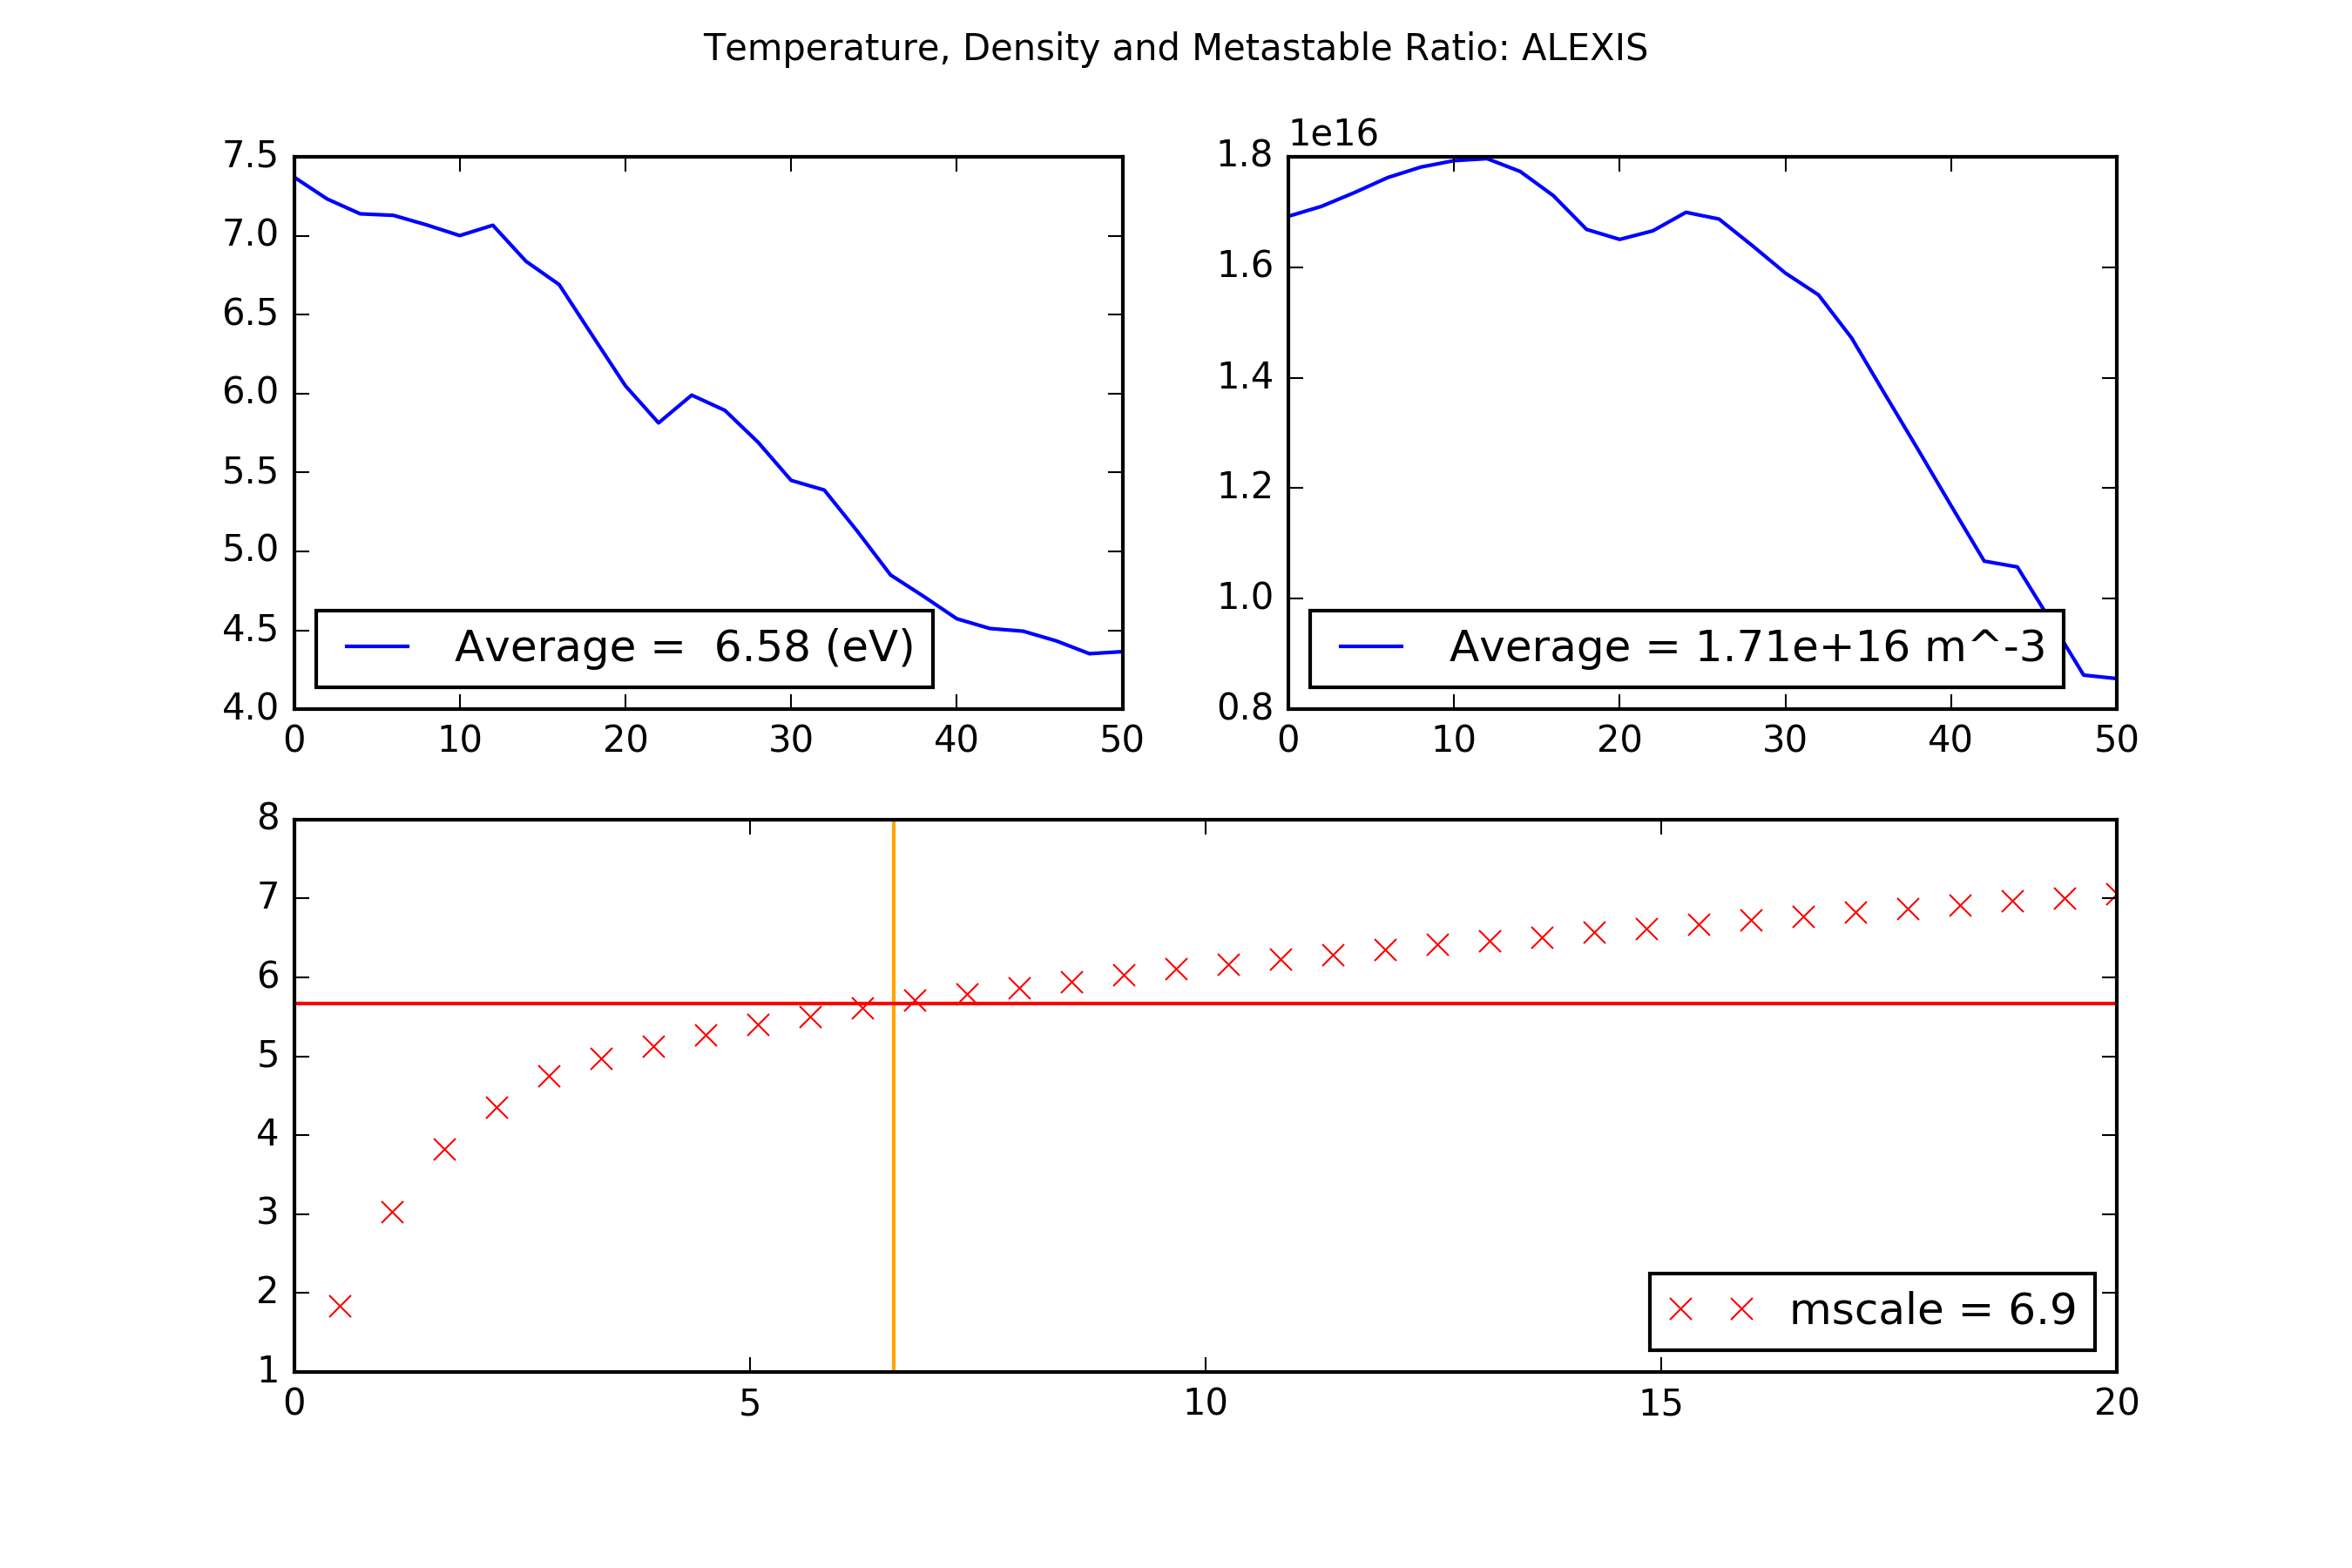 Temperature, Density and Metastable Ratio: ALEXIS
7.5
7.0
6.5
6.0
5.5
5.0
4.5
4.0
Average =  6.58 (eV)
0 10 20 30 40 50
1e16
1.8
1.6
1.4
1.2
1.0
0.8
Average = 1.71e+16 m^-3
0 10 20 30 40 50
8
7
6
5
4
3
2
1
mscale = 6.9
0 5 10 15 20